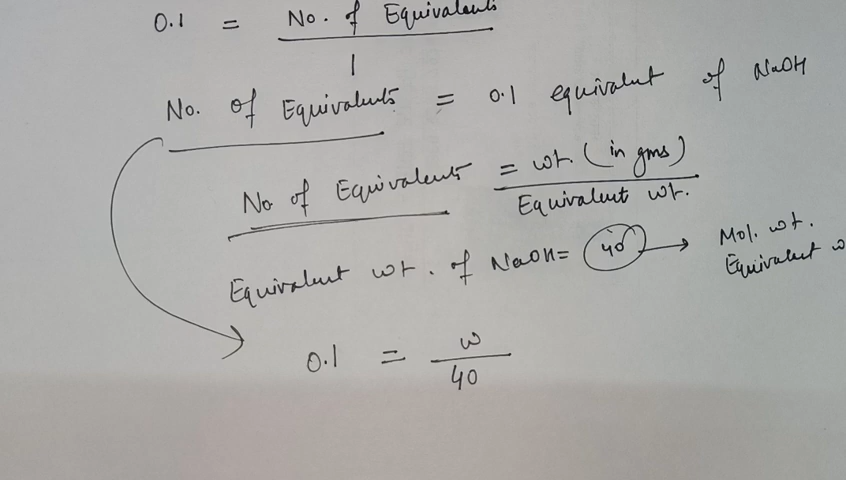 0.1 = No. of Equivalents
1
No. of Equivalents = 0.1 equivalent of NaOH
No of Equivalents = wt. (in gms)
Equivalent wt.
Equivalent wt. of NaOH = 40 → Mol. wt.
Equivalent w
0.1 = w
40